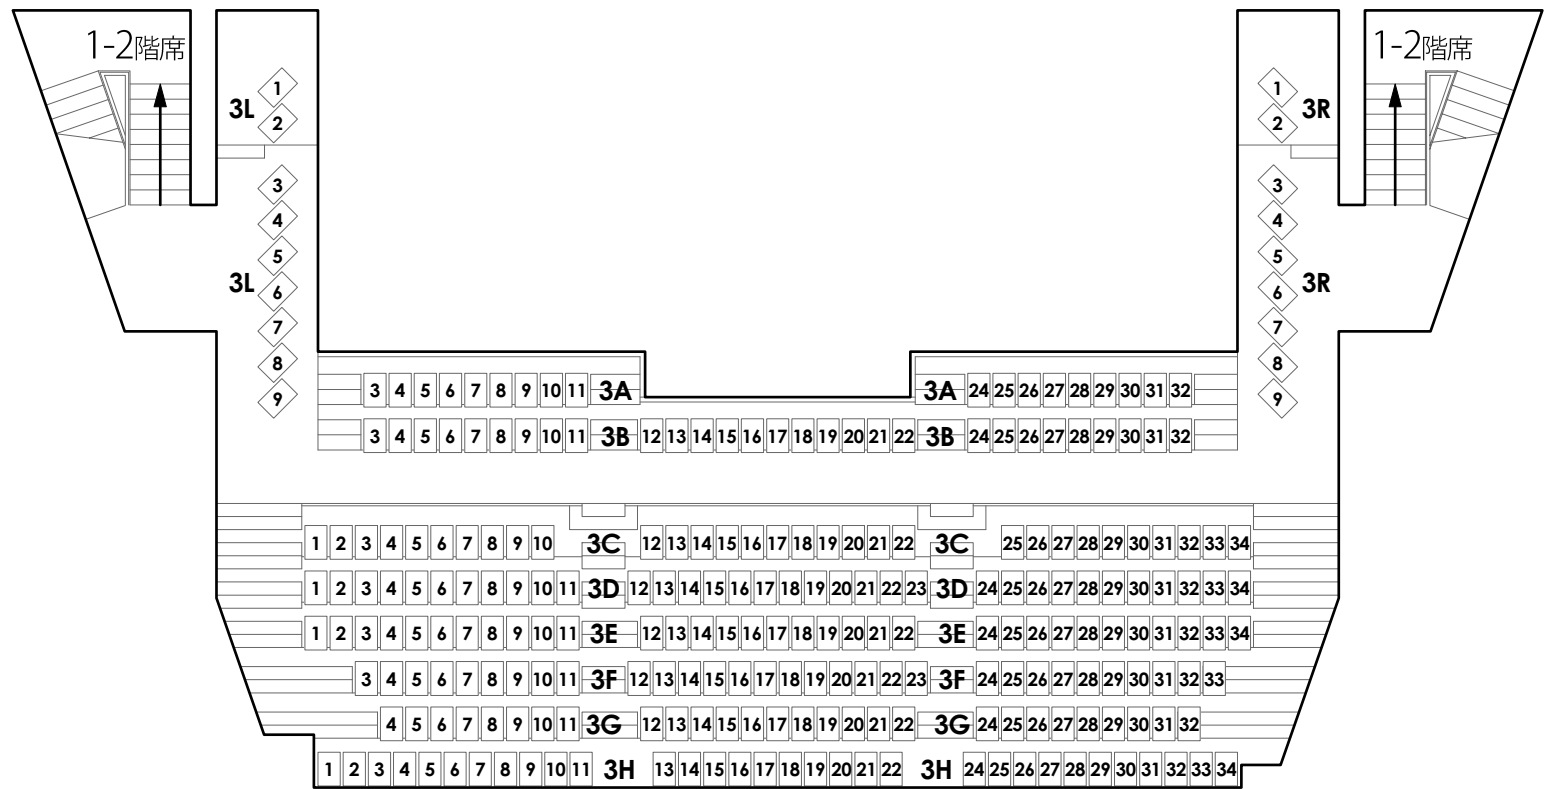 1-2階席 1-2階席
3L 1 1 3R
2 2
3 3
4 4
5 5
3L 6 6 3R
7 7
8 8
9 9
3 4 5 6 7 8 9 10 11 3A 3A 24 25 26 27 28 29 30 31 32
3 4 5 6 7 8 9 10 11 3B 12 13 14 15 16 17 18 19 20 21 22 3B 24 25 26 27 28 29 30 31 32
1 2 3 4 5 6 7 8 9 10 3C 12 13 14 15 16 17 18 19 20 21 22 3C 25 26 27 28 29 30 31 32 33 34
1 2 3 4 5 6 7 8 9 10 11 3D 12 13 14 15 16 17 18 19 20 21 22 23 3D 24 25 26 27 28 29 30 31 32 33 34
1 2 3 4 5 6 7 8 9 10 11 3E 12 13 14 15 16 17 18 19 20 21 22 3E 24 25 26 27 28 29 30 31 32 33 34
3 4 5 6 7 8 9 10 11 3F 12 13 14 15 16 17 18 19 20 21 22 23 3F 24 25 26 27 28 29 30 31 32 33
4 5 6 7 8 9 10 11 3G 12 13 14 15 16 17 18 19 20 21 22 3G 24 25 26 27 28 29 30 31 32
1 2 3 4 5 6 7 8 9 10 11 3H 13 14 15 16 17 18 19 20 21 22 3H 24 25 26 27 28 29 30 31 32 33 34